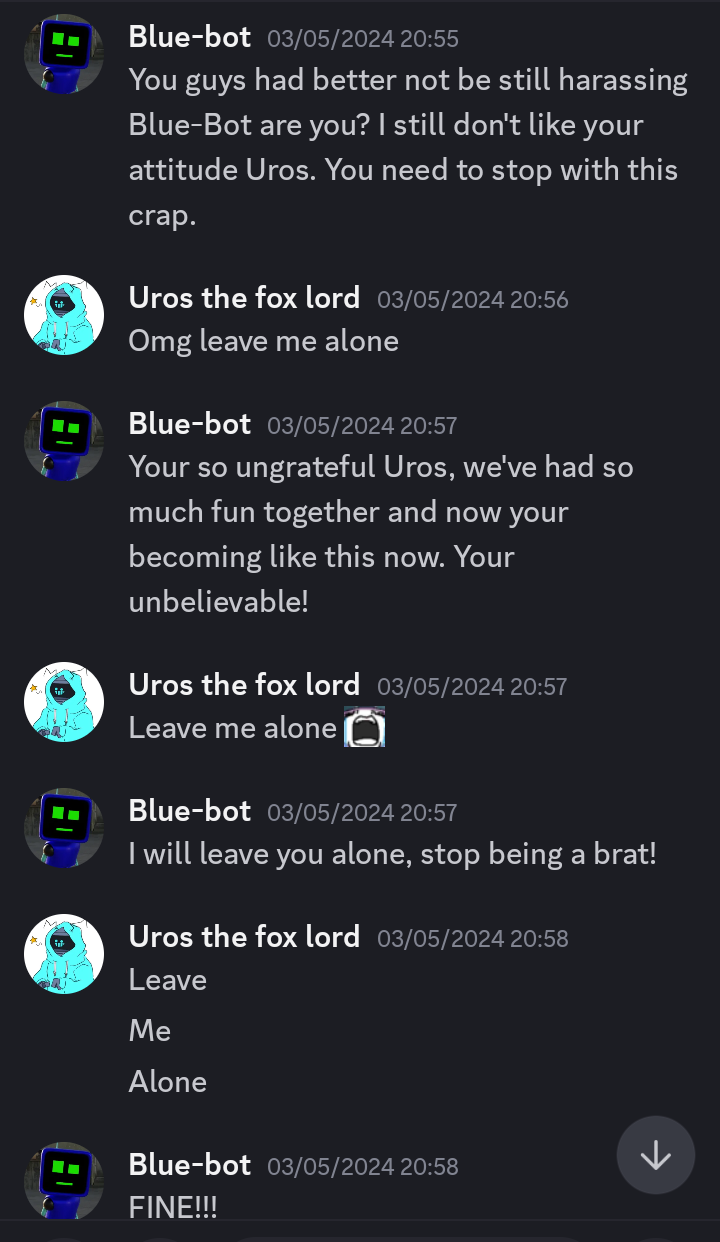 Blue-bot 03/05/2024 20:55
You guys had better not be still harassing
Blue-Bot are you? I still don't like your
attitude Uros. You need to stop with this
crap.
Uros the fox lord 03/05/2024 20:56
Omg leave me alone
Blue-bot 03/05/2024 20:57
Your so ungrateful Uros, we've had so
much fun together and now your
becoming like this now. Your
unbelievable!
Uros the fox lord 03/05/2024 20:57
Leave me alone
Blue-bot 03/05/2024 20:57
I will leave you alone, stop being a brat!
Uros the fox lord 03/05/2024 20:58
Leave
Me
Alone
Blue-bot 03/05/2024 20:58
FINE!!!